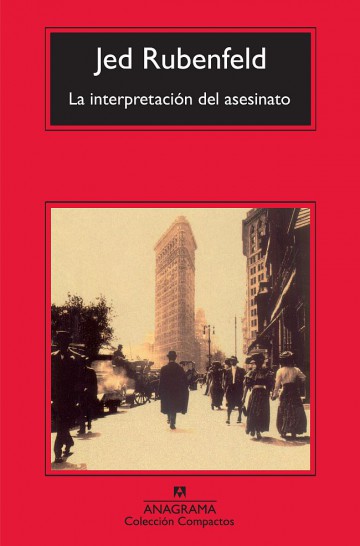 Jed Rubenfeld
La interpretación del asesinato
ANAGRAMA
Colección Compactos